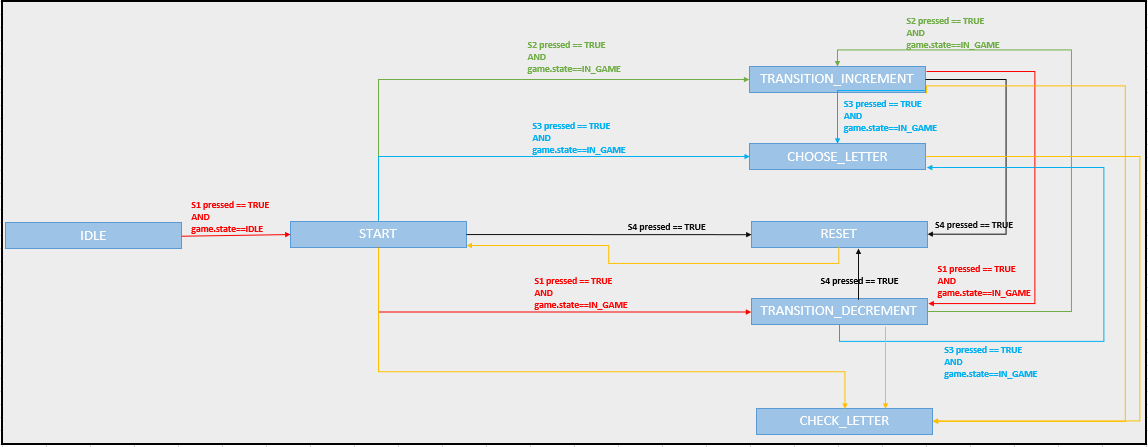 S2 pressed == TRUE
AND
game.state==IN_GAME
S2 pressed == TRUE
AND
game.state==IN_GAME
TRANSITION_INCREMENT
S3 pressed == TRUE
AND
game.state==IN_GAME
S3 pressed == TRUE
AND
game.state==IN_GAME
CHOOSE_LETTER
S1 pressed == TRUE
AND
game.state==IDLE
IDLE
START
S4 pressed == TRUE
RESET
S4 pressed == TRUE
S1 pressed == TRUE
AND
game.state==IN_GAME
S4 pressed == TRUE
S1 pressed == TRUE
AND
game.state==IN_GAME
TRANSITION_DECREMENT
S3 pressed == TRUE
AND
game.state==IN_GAME
CHECK_LETTER